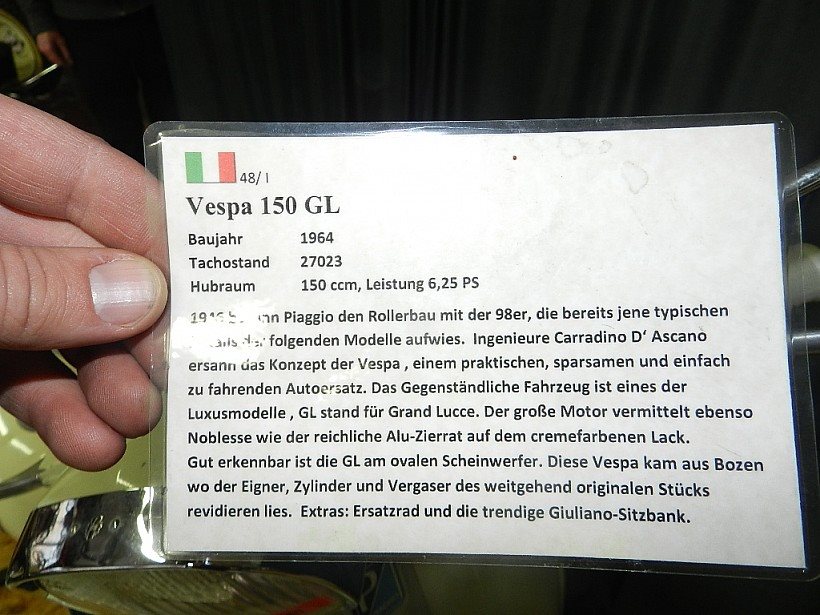 48/ I
Vespa 150 GL
Baujahr 1964
Tachostand 27023
Hubraum 150 ccm, Leistung 6,25 PS
Piaggio den Rollerbau mit der 98er, die bereits jene typischen
der folgenden Modelle aufwies. Ingenieure Carradino D‘ Ascano
ersann das Konzept der Vespa , einem praktischen, sparsamen und einfach
zu fahrenden Autoersatz. Das Gegenständliche Fahrzeug ist eines der
Luxusmodelle , GL stand für Grand Lucce. Der große Motor vermittelt ebenso
Noblesse wie der reichliche Alu-Zierrat auf dem cremefarbenen Lack.
Gut erkennbar ist die GL am ovalen Scheinwerfer. Diese Vespa kam aus Bozen
wo der Eigner, Zylinder und Vergaser des weitgehend originalen Stücks
revidieren lies. Extras: Ersatzrad und die trendige Giuliano-Sitzbank.